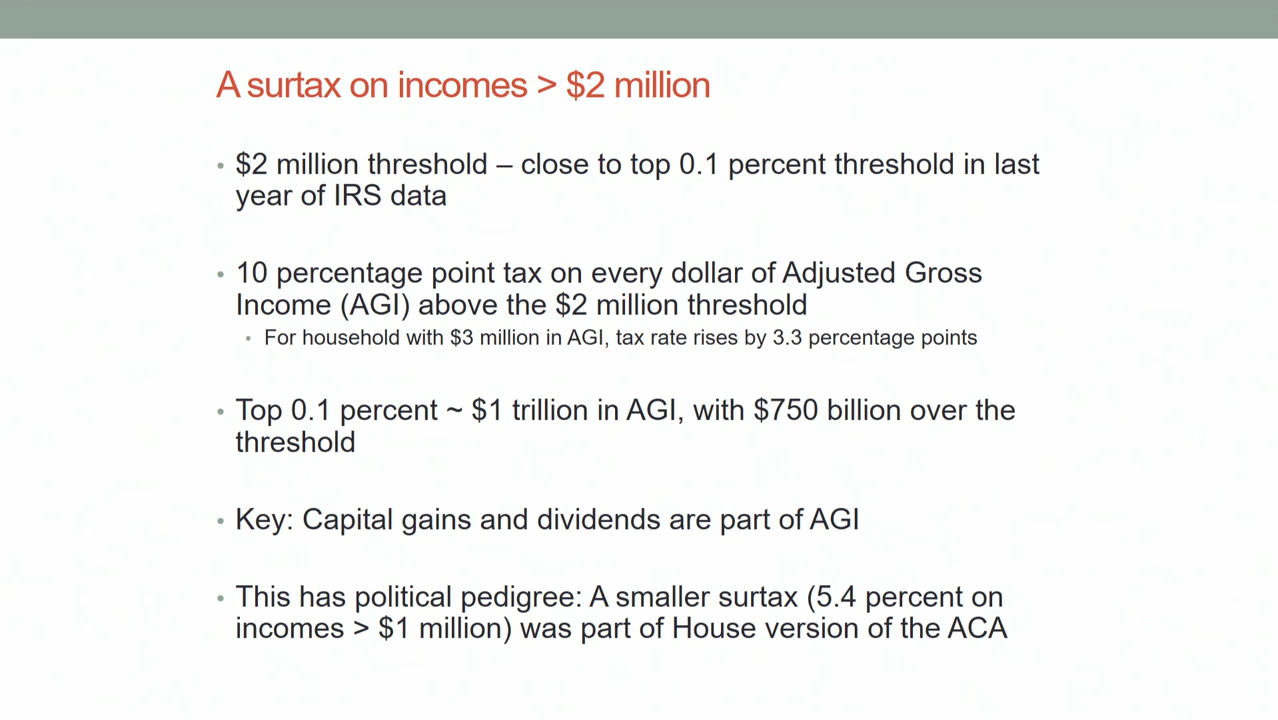 A surtax on incomes > $2 million
• $2 million threshold – close to top 0.1 percent threshold in last
year of IRS data
• 10 percentage point tax on every dollar of Adjusted Gross
Income (AGI) above the $2 million threshold
• For household with $3 million in AGI, tax rate rises by 3.3 percentage points
• Top 0.1 percent ~ $1 trillion in AGI, with $750 billion over the
threshold
• Key: Capital gains and dividends are part of AGI
• This has political pedigree: A smaller surtax (5.4 percent on
incomes > $1 million) was part of House version of the ACA